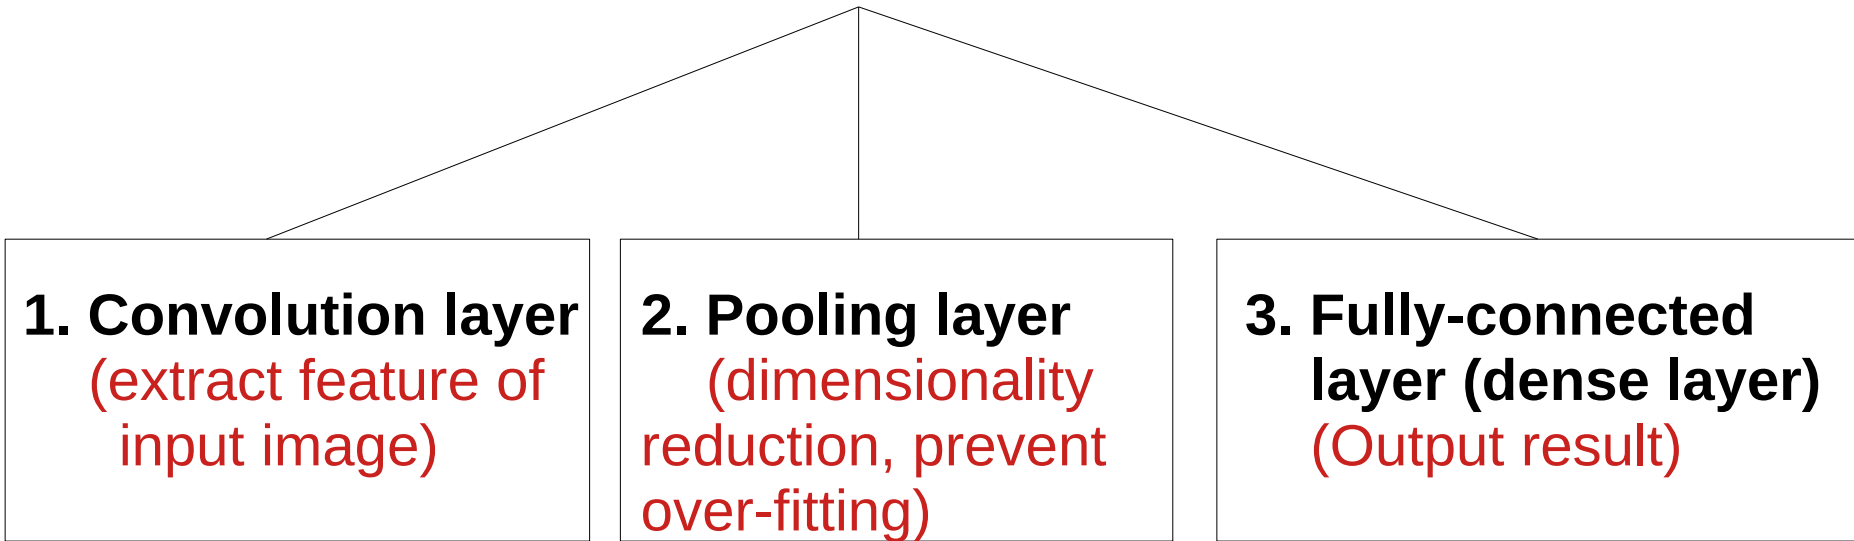 1. Convolution layer
(extract feature of
input image)
2. Pooling layer
(dimensionality
reduction, prevent
over-fitting)
3. Fully-connected
layer (dense layer)
(Output result)